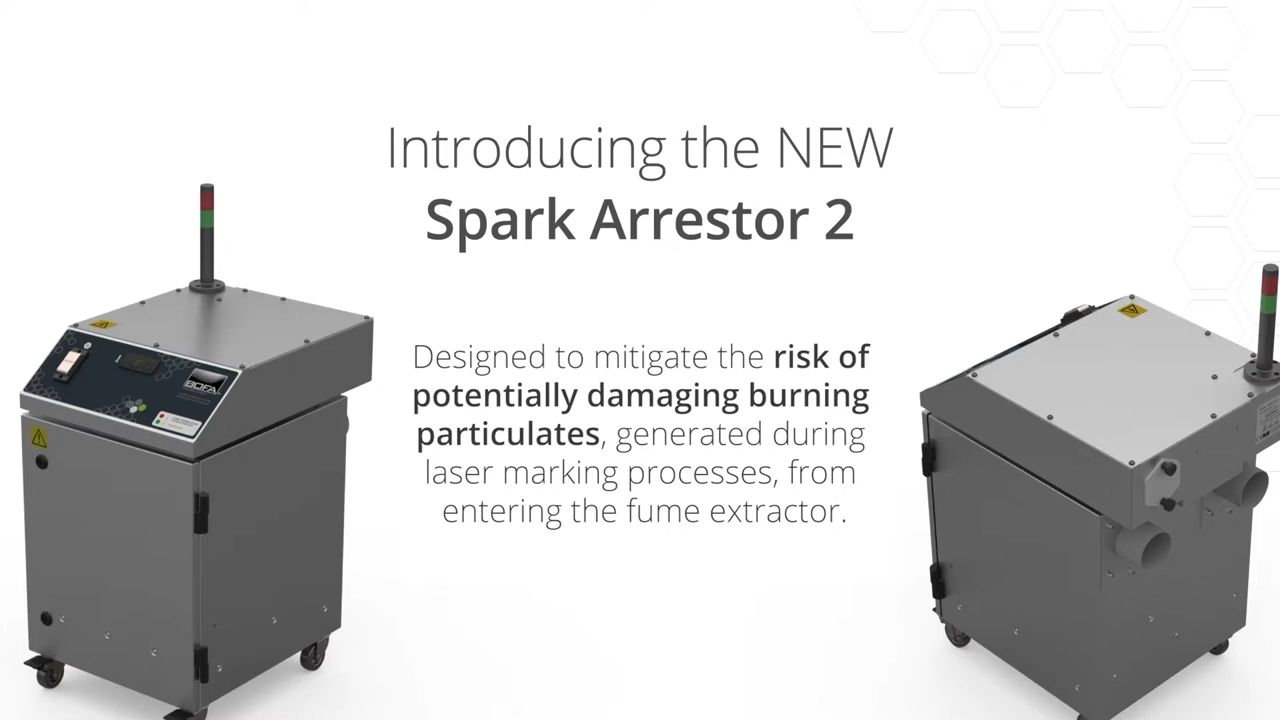 Introducing the NEW
Spark Arrestor 2
Designed to mitigate the risk of
potentially damaging burning
particulates, generated during
laser marking processes, from
entering the fume extractor.
BOFA